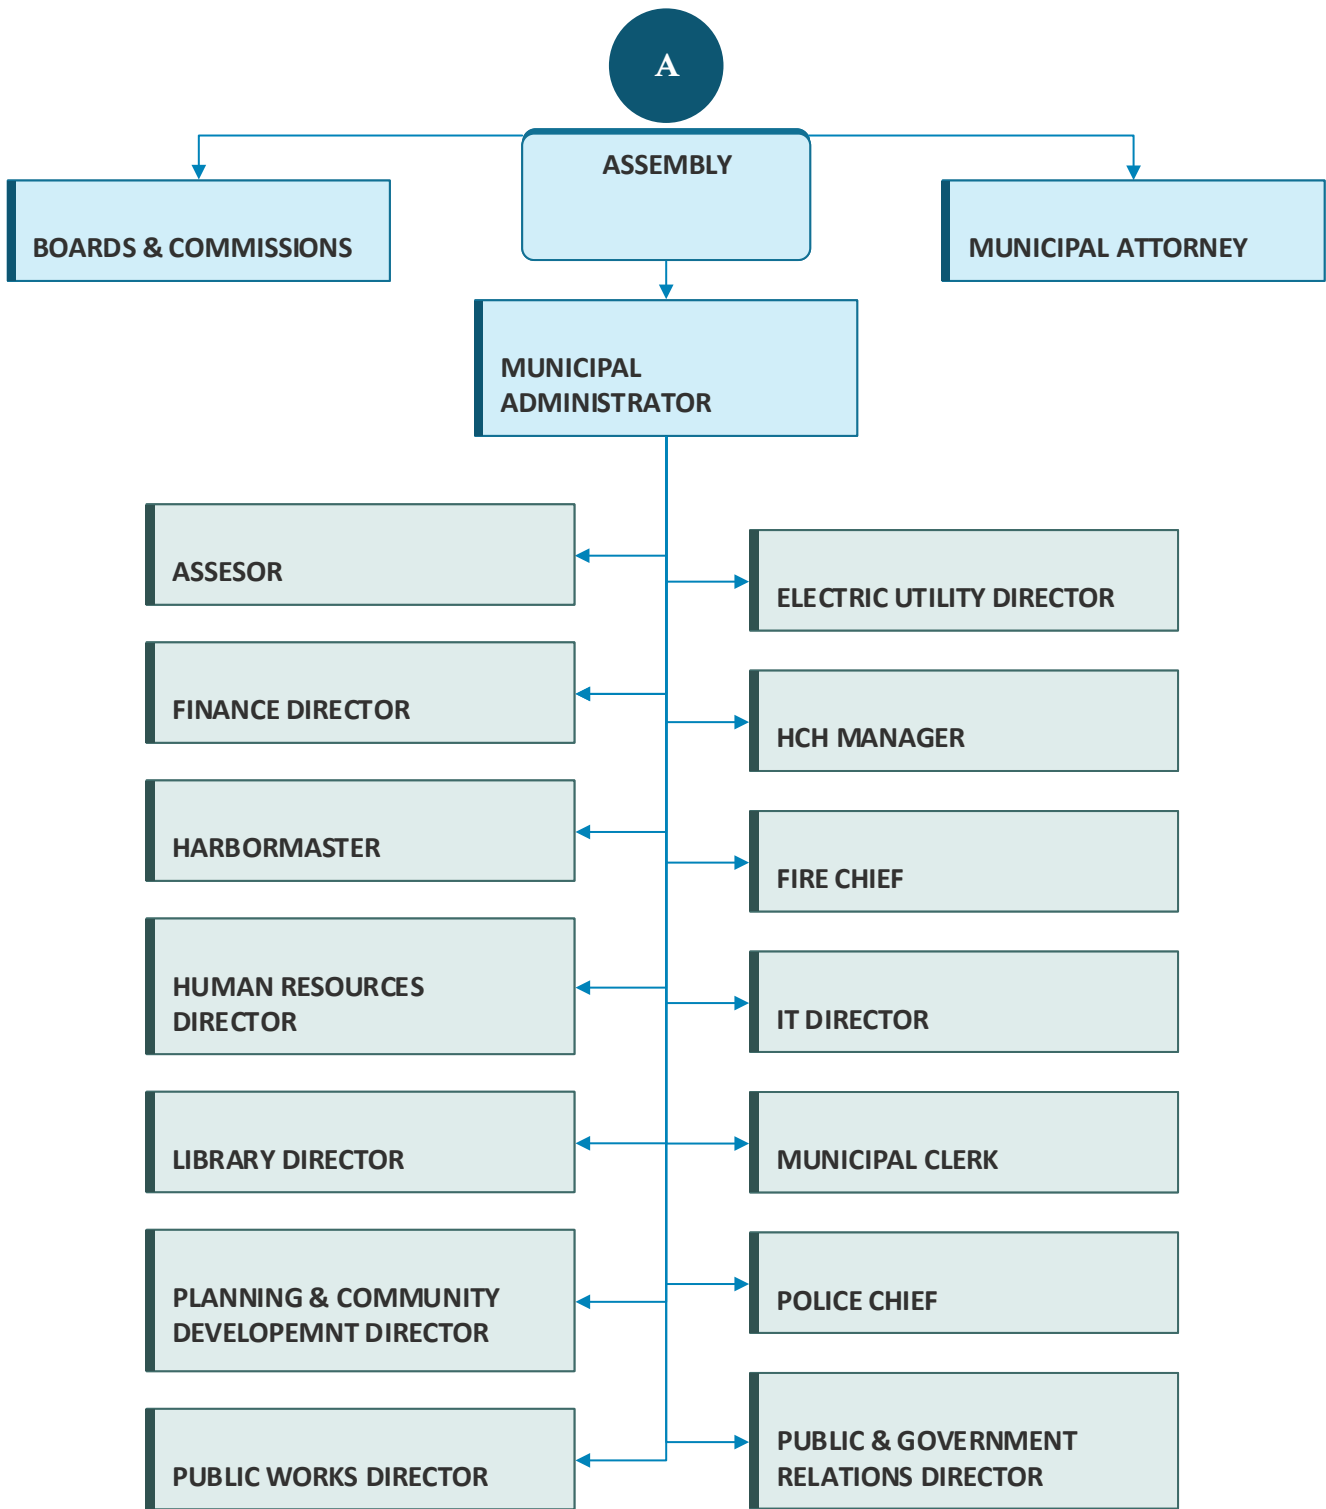 A
ASSEMBLY
BOARDS & COMMISSIONS
MUNICIPAL ATTORNEY
MUNICIPAL
ADMINISTRATOR
ASSESOR
ELECTRIC UTILITY DIRECTOR
FINANCE DIRECTOR
HCH MANAGER
HARBORMASTER
FIRE CHIEF
HUMAN RESOURCES
DIRECTOR
IT DIRECTOR
LIBRARY DIRECTOR
MUNICIPAL CLERK
PLANNING & COMMUNITY
DEVELOPEMNT DIRECTOR
POLICE CHIEF
PUBLIC WORKS DIRECTOR
PUBLIC & GOVERNMENT
RELATIONS DIRECTOR